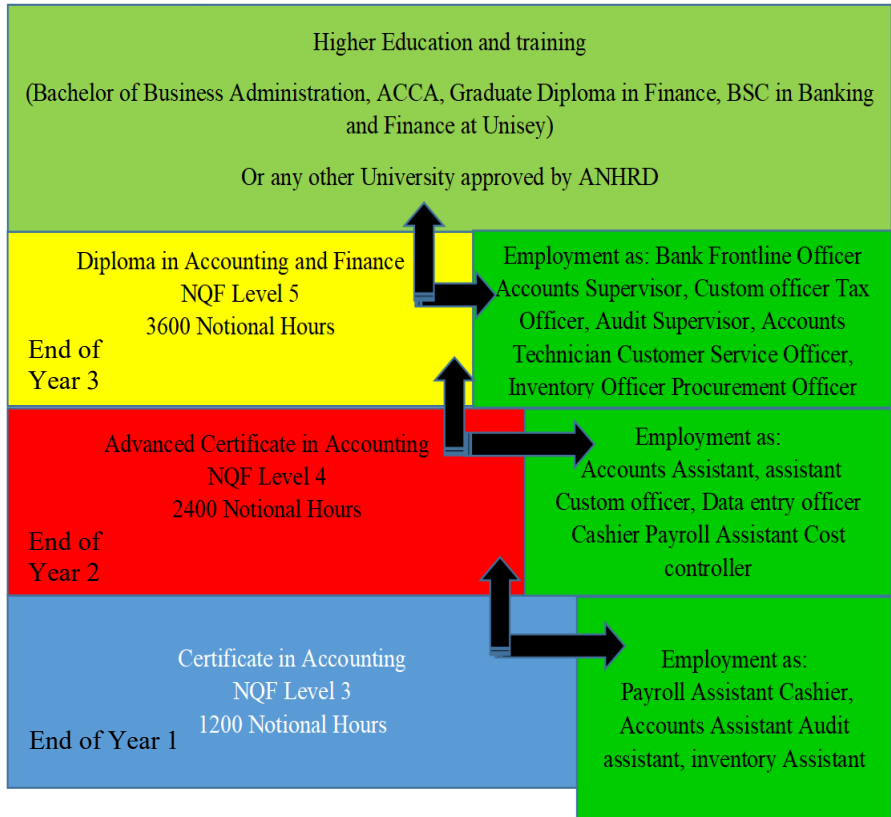 Higher Education and training
(Bachelor of Business Administration, ACCA, Graduate Diploma in Finance, BSC in Banking
and Finance at Unisey)
Or any other University approved by ANHRD
Diploma in Accounting and Finance
NQF Level 5
3600 Notional Hours
End of
Year 3
Employment as: Bank Frontline Officer
Accounts Supervisor, Custom officer Tax
Officer, Audit Supervisor, Accounts
Technician Customer Service Officer,
Inventory Officer Procurement Officer
Advanced Certificate in Accounting
NQF Level 4
2400 Notional Hours
End of
Year 2
Employment as:
Accounts Assistant, assistant
Custom officer, Data entry officer
Cashier Payroll Assistant Cost
controller
Certificate in Accounting
NQF Level 3
1200 Notional Hours
End of Year 1
Employment as:
Payroll Assistant Cashier,
Accounts Assistant Audit
assistant, inventory Assistant